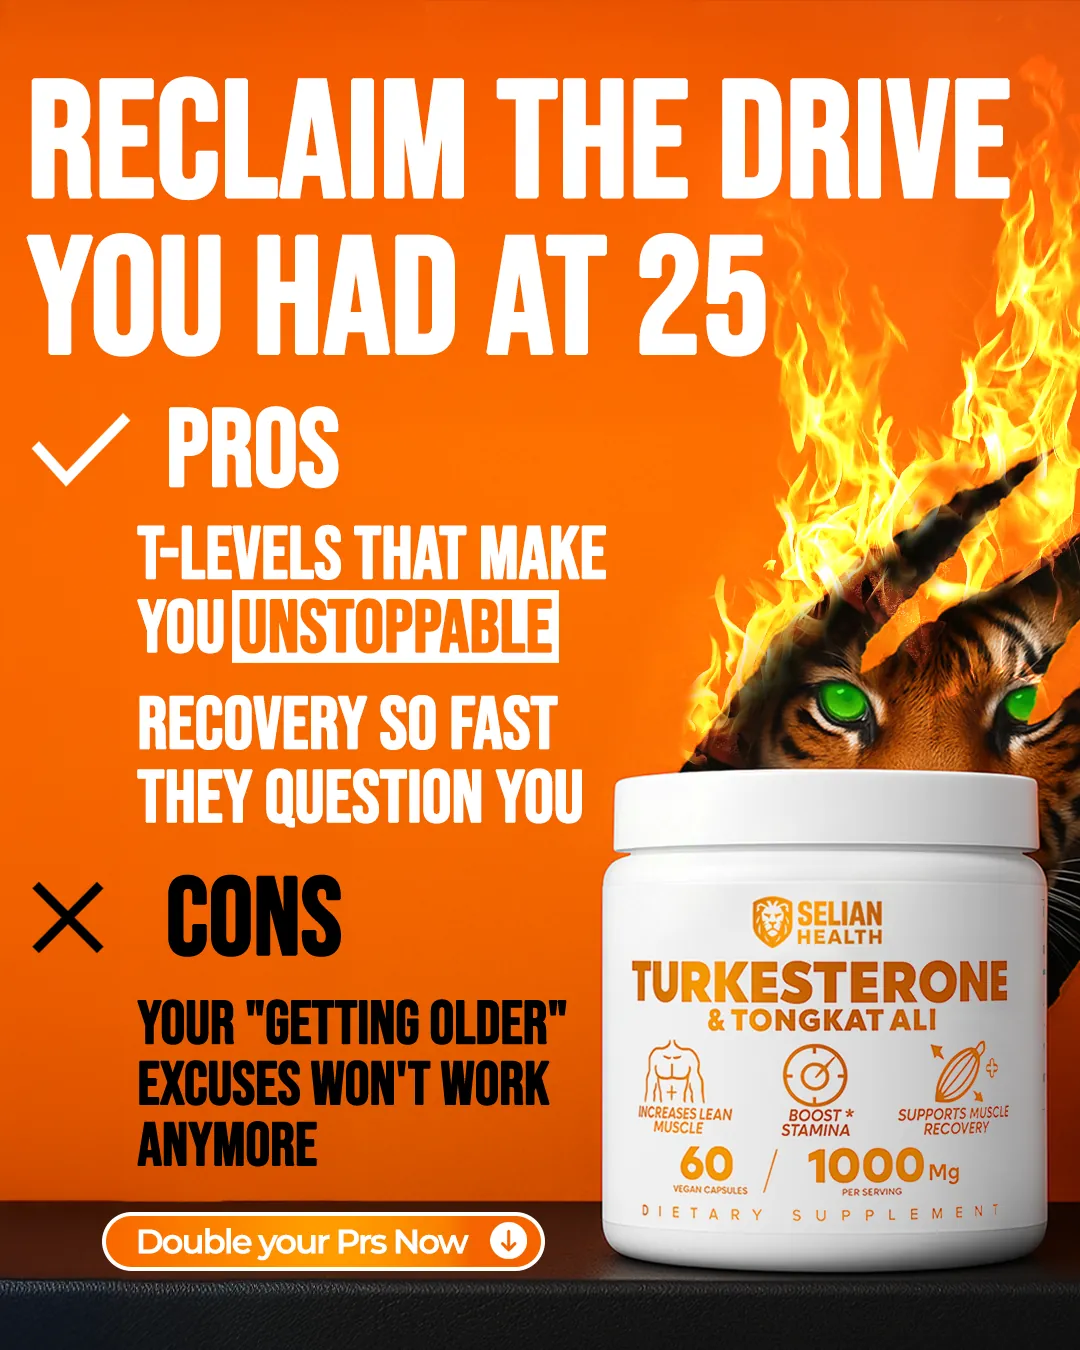 RECLAIM THE DRIVE
YOU HAD AT 25
PROS
T-LEVELS THAT MAKE
YOU UNSTOPPABLE
RECOVERY SO FAST
THEY QUESTION YOU
CONS
YOUR "GETTING OLDER"
EXCUSES WON'T WORK
ANYMORE
Double your Prs Now
SELIAN
HEALTH
TURKESTERONE
& TONGKAT ALI
INCREASES LEAN
MUSCLE
BOOST *
STAMINA
SUPPORTS MUSCLE
RECOVERY
60
VEGAN CAPSULES
1000 Mg
PER SERVING
DIETARY SUPPLEMENT